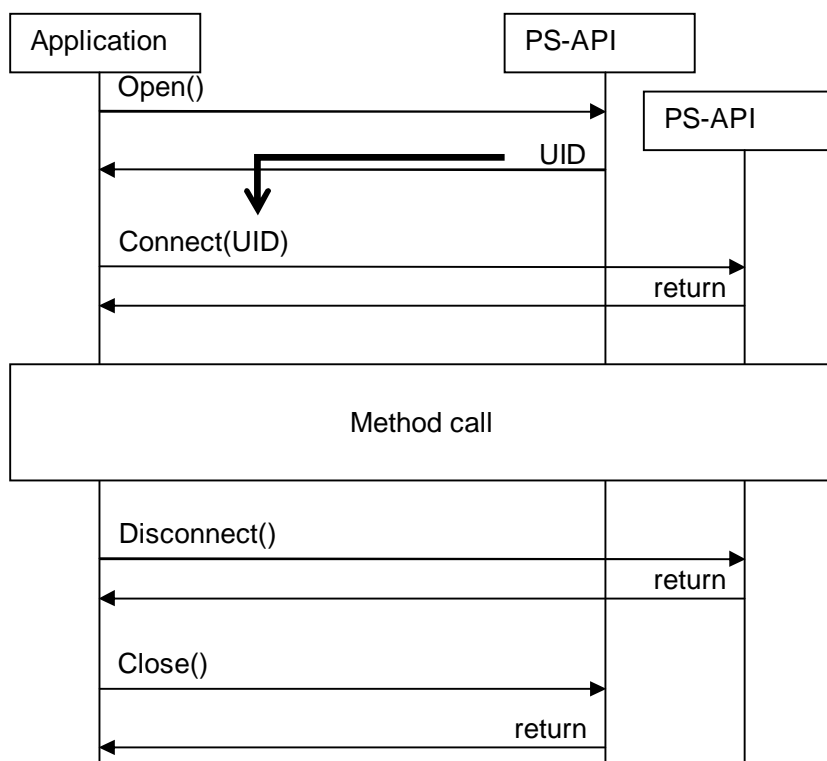 Application
PS-API
Open()
PS-API
UID
Connect(UID)
return
Method call
Disconnect()
return
Close()
return